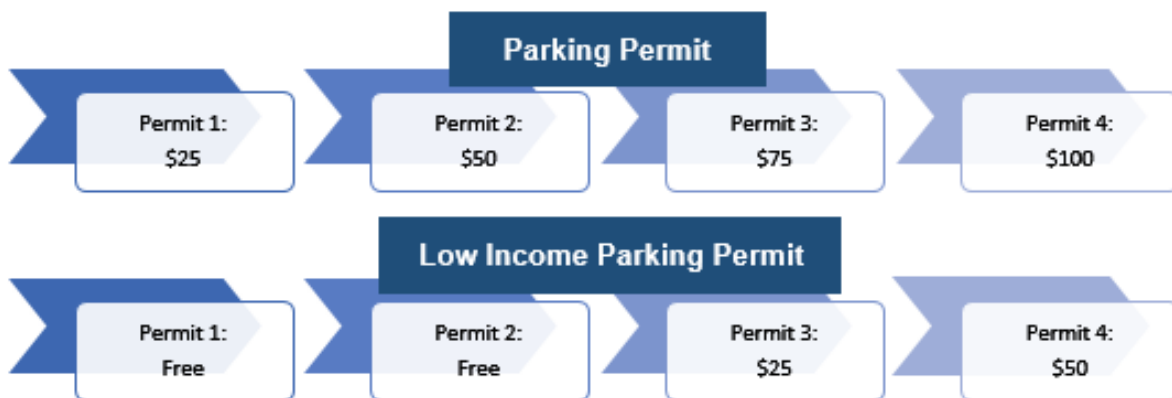 Parking Permit
Permit 1:
$25
Permit 2:
$50
Permit 3:
$75
Permit 4:
$100
Low Income Parking Permit
Permit 1:
Free
Permit 2:
Free
Permit 3:
$25
Permit 4:
$50